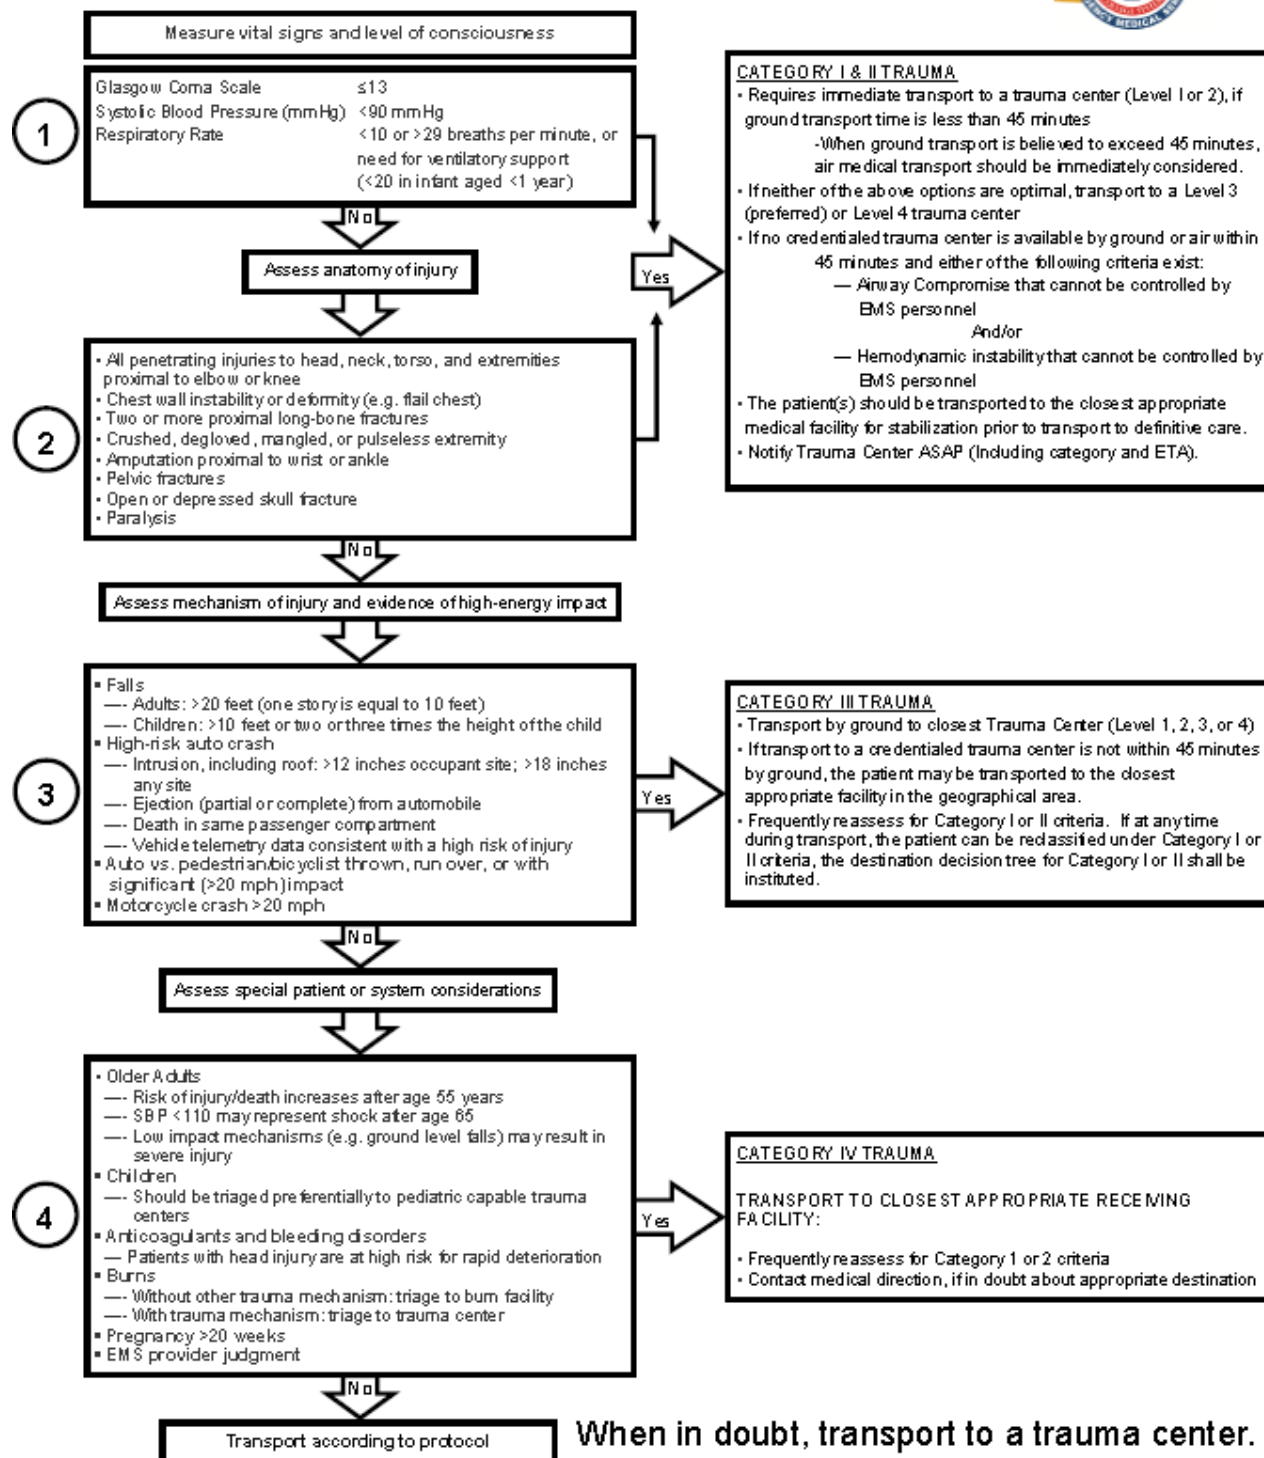 GENCY MEDICAL SER
Measure vital signs and level of consciousness
1
Glasgow Coma Scale ≤13
Systolic Blood Pressure (mmHg) <90 mmHg
Respiratory Rate <10 or >29 breaths per minute, or
need for ventilatory support
(<20 in infant aged <1 year)
No
Assess anatomy of injury
Yes
CATEGORY I & II TRAUMA
• Requires immediate transport to a trauma center (Level I or 2), if
ground transport time is less than 45 minutes
-When ground transport is believed to exceed 45 minutes,
air medical transport should be immediately considered.
• If neither of the above options are optimal, transport to a Level 3
(preferred) or Level 4 trauma center
• If no credentialed trauma center is available by ground or air within
45 minutes and either of the following criteria exist:
— Airway Compromise that cannot be controlled by
EMS personnel
And/or
— Hemodynamic instability that cannot be controlled by
EMS personnel
• The patient(s) should be transported to the closest appropriate
medical facility for stabilization prior to transport to definitive care.
• Notify Trauma Center ASAP (Including category and ETA).
2
• All penetrating injuries to head, neck, torso, and extremities
proximal to elbow or knee
• Chest wall instability or deformity (e.g. flail chest)
• Two or more proximal long-bone fractures
• Crushed, degloved, mangled, or pulseless extremity
• Amputation proximal to wrist or ankle
• Pelvic fractures
• Open or depressed skull fracture
• Paralysis
No
Assess mechanism of injury and evidence of high-energy impact
3
▪ Falls
—- Adults: >20 feet (one story is equal to 10 feet)
—- Children: >10 feet or two or three times the height of the child
▪ High-risk auto crash
—- Intrusion, including roof: >12 inches occupant site; >18 inches
any site
—- Ejection (partial or complete) from automobile
—- Death in same passenger compartment
—- Vehicle telemetry data consistent with a high risk of injury
▪ Auto vs. pedestrian/bicyclist thrown, run over, or with
significant (>20 mph) impact
▪ Motorcycle crash >20 mph
Yes
CATEGORY III TRAUMA
• Transport by ground to closest Trauma Center (Level 1, 2, 3, or 4)
• If transport to a credentialed trauma center is not within 45 minutes
by ground, the patient may be transported to the closest
appropriate facility in the geographical area.
• Frequently reassess for Category I or II criteria. If at any time
during transport, the patient can be reclassified under Category I or
II criteria, the destination decision tree for Category I or II shall be
instituted.
No
Assess special patient or system considerations
4
• Older Adults
—- Risk of injury/death increases after age 55 years
—- SBP <110 may represent shock after age 65
—- Low impact mechanisms (e.g. ground level falls) may result in
severe injury
▪ Children
—- Should be triaged preferentially to pediatric capable trauma
centers
▪ Anticoagulants and bleeding disorders
— Patients with head injury are at high risk for rapid deterioration
▪ Burns
—- Without other trauma mechanism: triage to burn facility
—- With trauma mechanism: triage to trauma center
▪ Pregnancy >20 weeks
▪ EMS provider judgment
Yes
CATEGORY IV TRAUMA
TRANSPORT TO CLOSEST APPROPRIATE RECEIVING
FACILITY:
• Frequently reassess for Category 1 or 2 criteria
• Contact medical direction, if in doubt about appropriate destination
No
Transport according to protocol
When in doubt, transport to a trauma center.